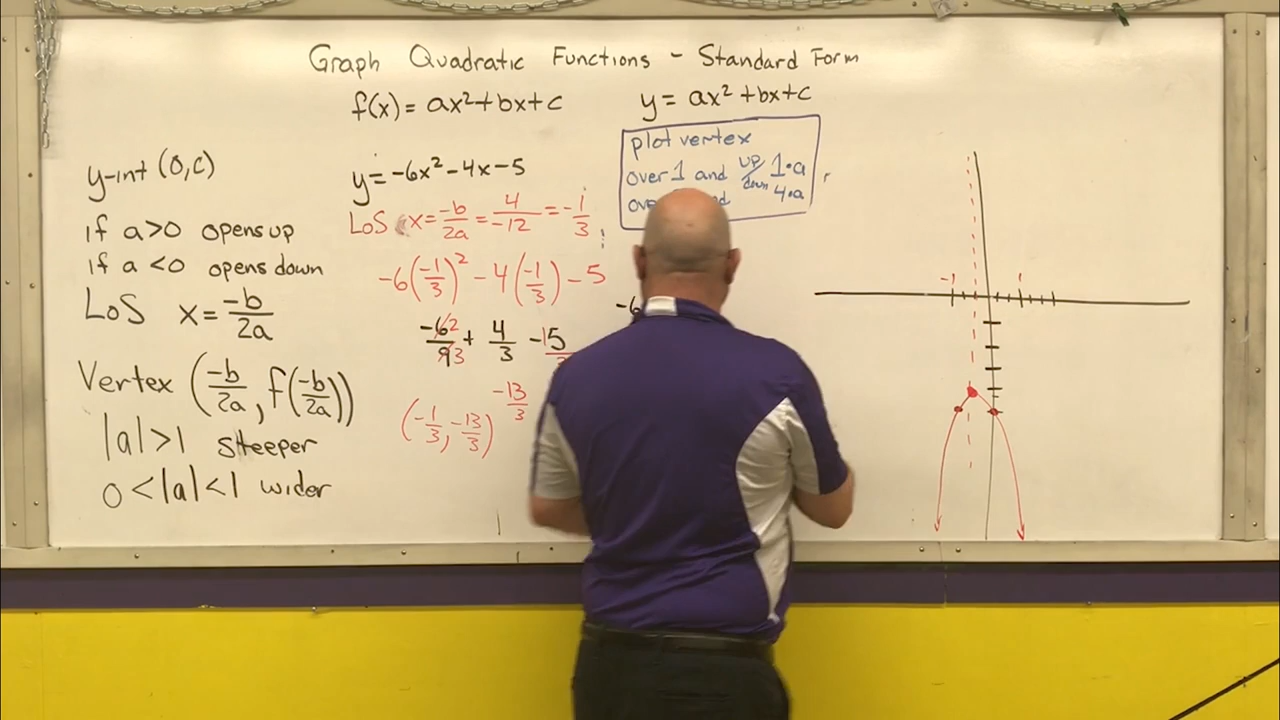 Graph Quadratic Functions - Standard Form
f(x) = ax²+bx+c
y = ax²+bx+c
y-int (0,c)
if a>0 opens up
if a<0 opens down
LoS x = -b/2a
Vertex (-b/2a, f(-b/2a))
|a|>1 steeper
0<|a|<1 wider
y=-6x²-4x-5
LoS x=-b/2a=4/-12=-1/3
-6(-1/3)²-4(-1/3)-5
-6/9 2/3 + 4/3 -15
-13/3
(-1/3, -13/3)
plot vertex
over 1 and up/down 1•a
4•a
-6
-1 1